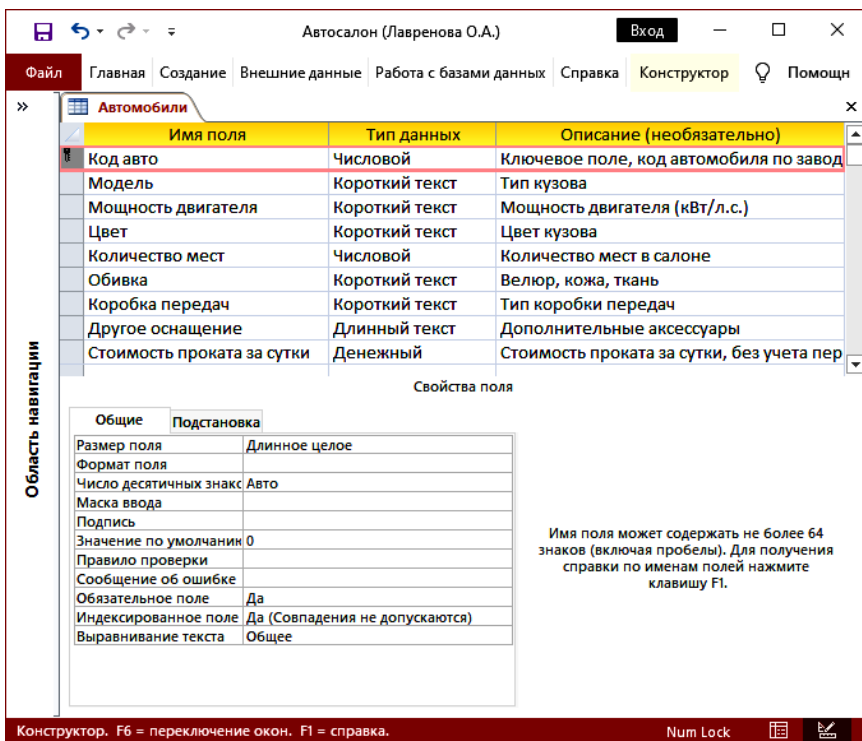 Автосалон (Лавренова О.А.) Вход
Файл Главная Создание Внешние данные Работа с базами данных Справка Конструктор Помощн
Автомобили
Имя поля Тип данных Описание (необязательно)
Код авто Числовой Ключевое поле, код автомобиля по завод
Модель Короткий текст Тип кузова
Мощность двигателя Короткий текст Мощность двигателя (кВт/л.с.)
Цвет Короткий текст Цвет кузова
Количество мест Числовой Количество мест в салоне
Обивка Короткий текст Велюр, кожа, ткань
Коробка передач Короткий текст Тип коробки передач
Другое оснащение Длинный текст Дополнительные аксессуары
Стоимость проката за сутки Денежный Стоимость проката за сутки, без учета пер
Область навигации
Свойства поля
Общие Подстановка
Размер поля Длинное целое
Формат поля
Число десятичных знакс Авто
Маска ввода
Подпись
Значение по умолчанин 0
Правило проверки
Сообщение об ошибке
Обязательное поле Да
Индексированное поле Да (Совпадения не допускаются)
Выравнивание текста Общее
Имя поля может содержать не более 64
знаков (включая пробелы). Для получения
справки по именам полей нажмите
клавишу F1.
Конструктор. F6 = переключение окон. F1 = справка. Num Lock